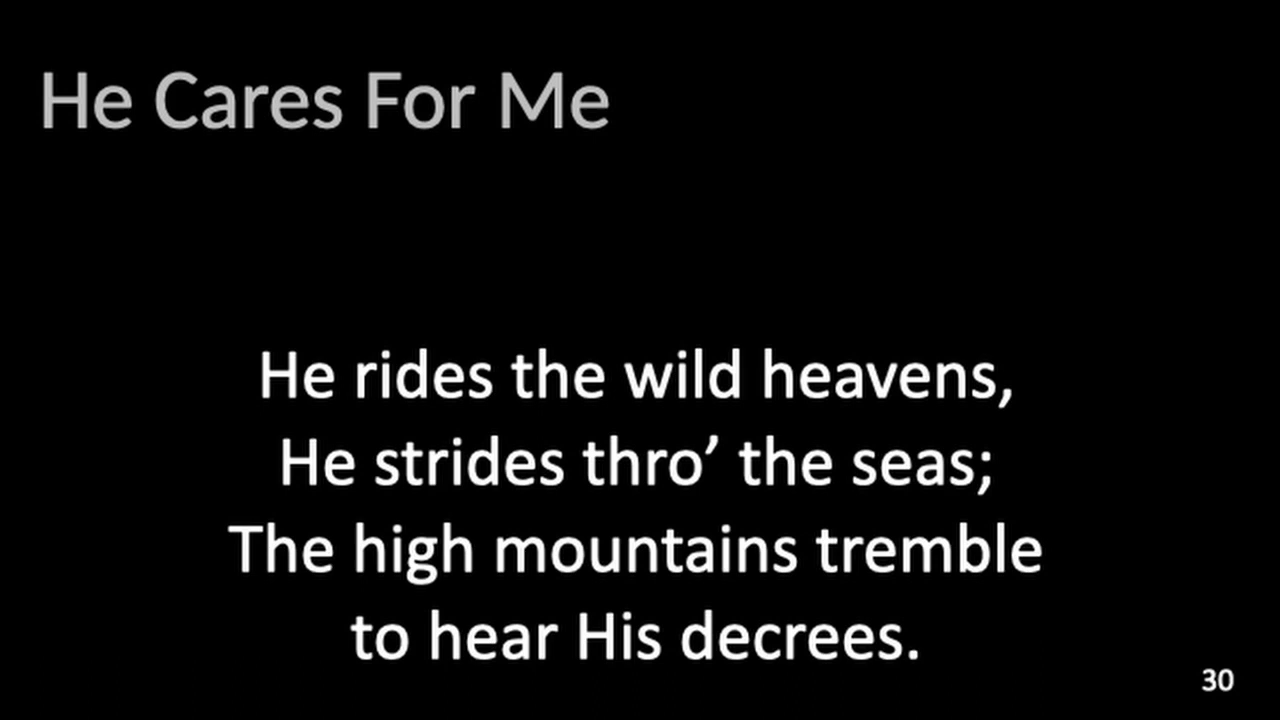 He Cares For Me
He rides the wild heavens,
He strides thro’ the seas;
The high mountains tremble
to hear His decrees.
30